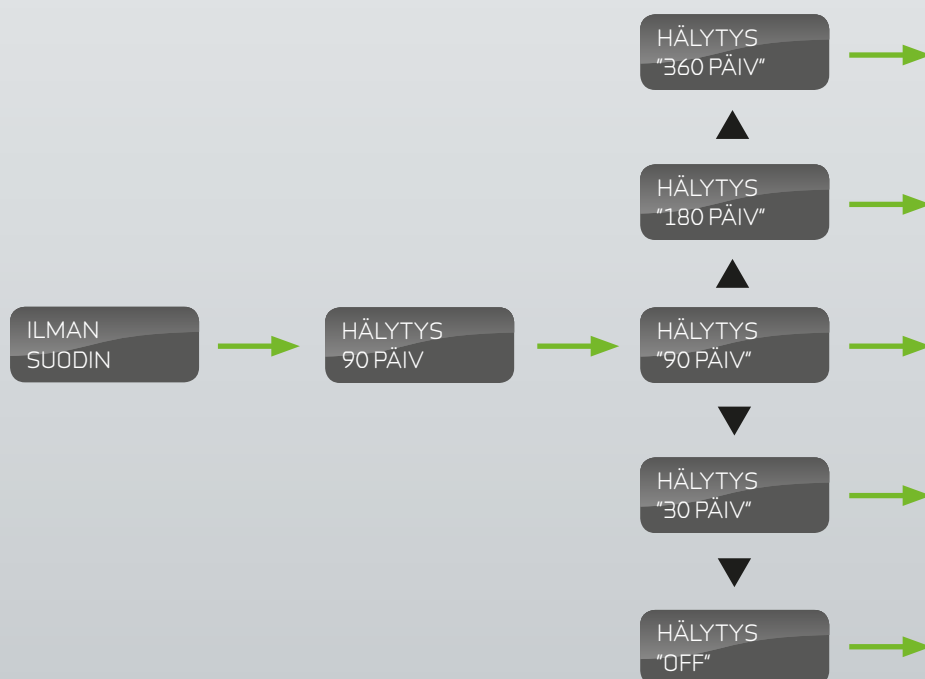 HÄLYTYS
"360 PÄIV"
HÄLYTYS
"180 PÄIV"
ILMAN
SUODIN
HÄLYTYS
90 PÄIV
HÄLYTYS
"90 PÄIV"
HÄLYTYS
"30 PÄIV"
HÄLYTYS
"OFF"